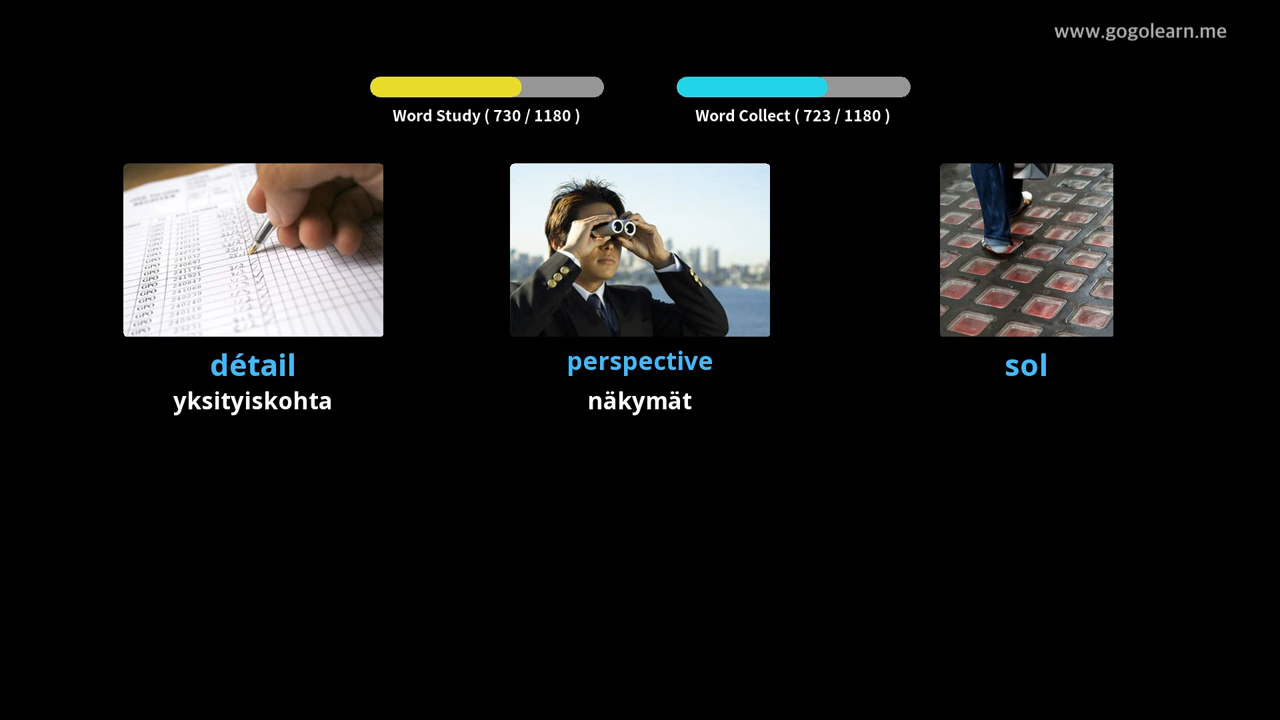 www.gogolearn.me
Word Study ( 730 / 1180 )
Word Collect ( 723 / 1180 )
détail
perspective
sol
yksityiskohta
näkymät